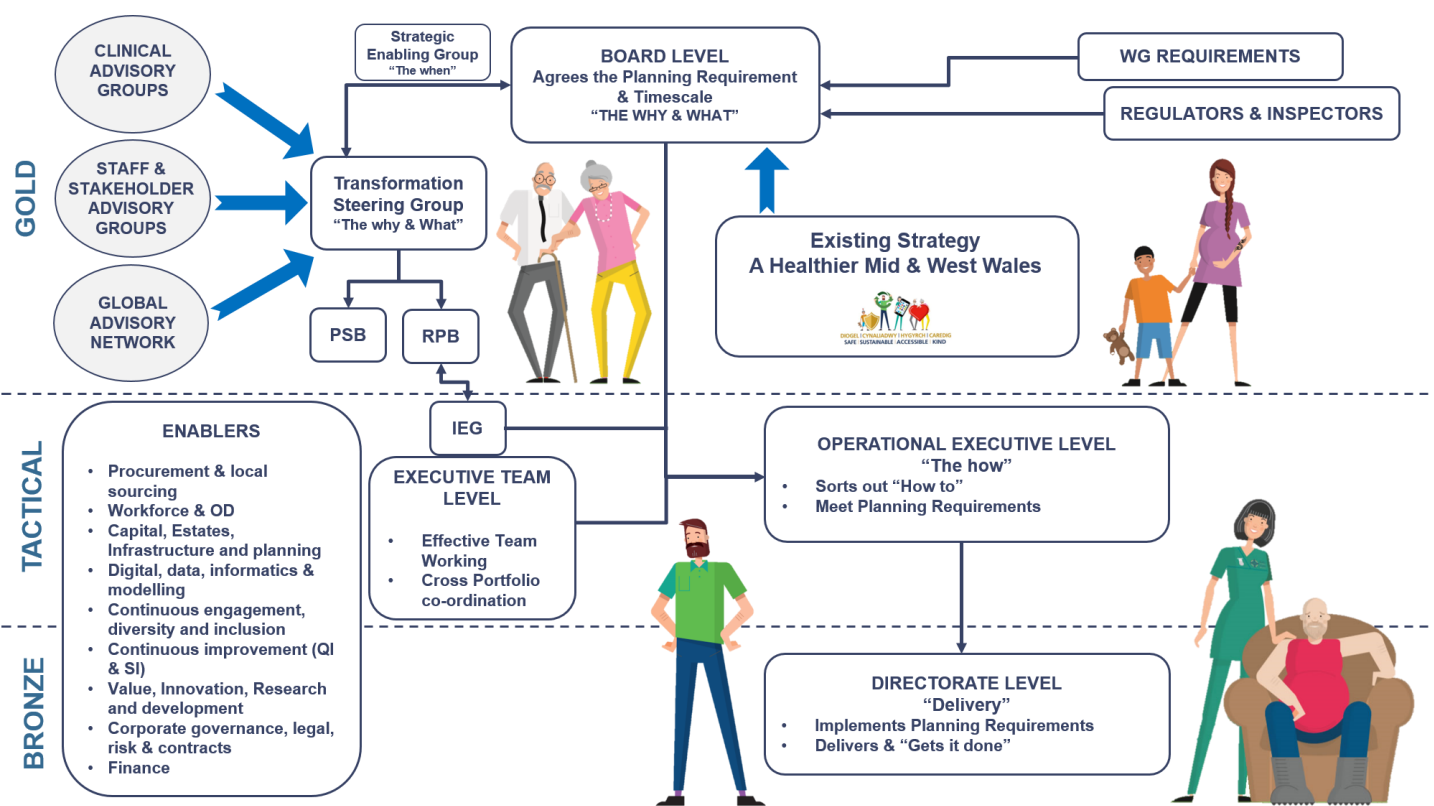 GOLD
CLINICAL
ADVISORY
GROUPS
STAFF &
STAKEHOLDER
ADVISORY
GROUPS
GLOBAL
ADVISORY
NETWORK
Strategic
Enabling Group
“The when”
BOARD LEVEL
Agrees the Planning Requirement
& Timescale
“THE WHY & WHAT”
WG REQUIREMENTS
REGULATORS & INSPECTORS
Transformation
Steering Group
“The why & What”
PSB
RPB
Existing Strategy
A Healthier Mid & West Wales
DIOGEL | CYNALIADWY | HYGYRCH | CAREDIG
SAFE | SUSTAINABLE | ACCESSIBLE | KIND
TACTICAL
ENABLERS
• Procurement & local
sourcing
• Workforce & OD
• Capital, Estates,
Infrastructure and planning
• Digital, data, informatics &
modelling
• Continuous engagement,
diversity and inclusion
• Continuous improvement (QI
& SI)
• Value, Innovation, Research
and development
• Corporate governance, legal,
risk & contracts
• Finance
IEG
EXECUTIVE TEAM
LEVEL
• Effective Team
Working
• Cross Portfolio
co-ordination
OPERATIONAL EXECUTIVE LEVEL
“The how”
• Sorts out “How to”
• Meet Planning Requirements
BRONZE
DIRECTORATE LEVEL
“Delivery”
• Implements Planning Requirements
• Delivers & “Gets it done”